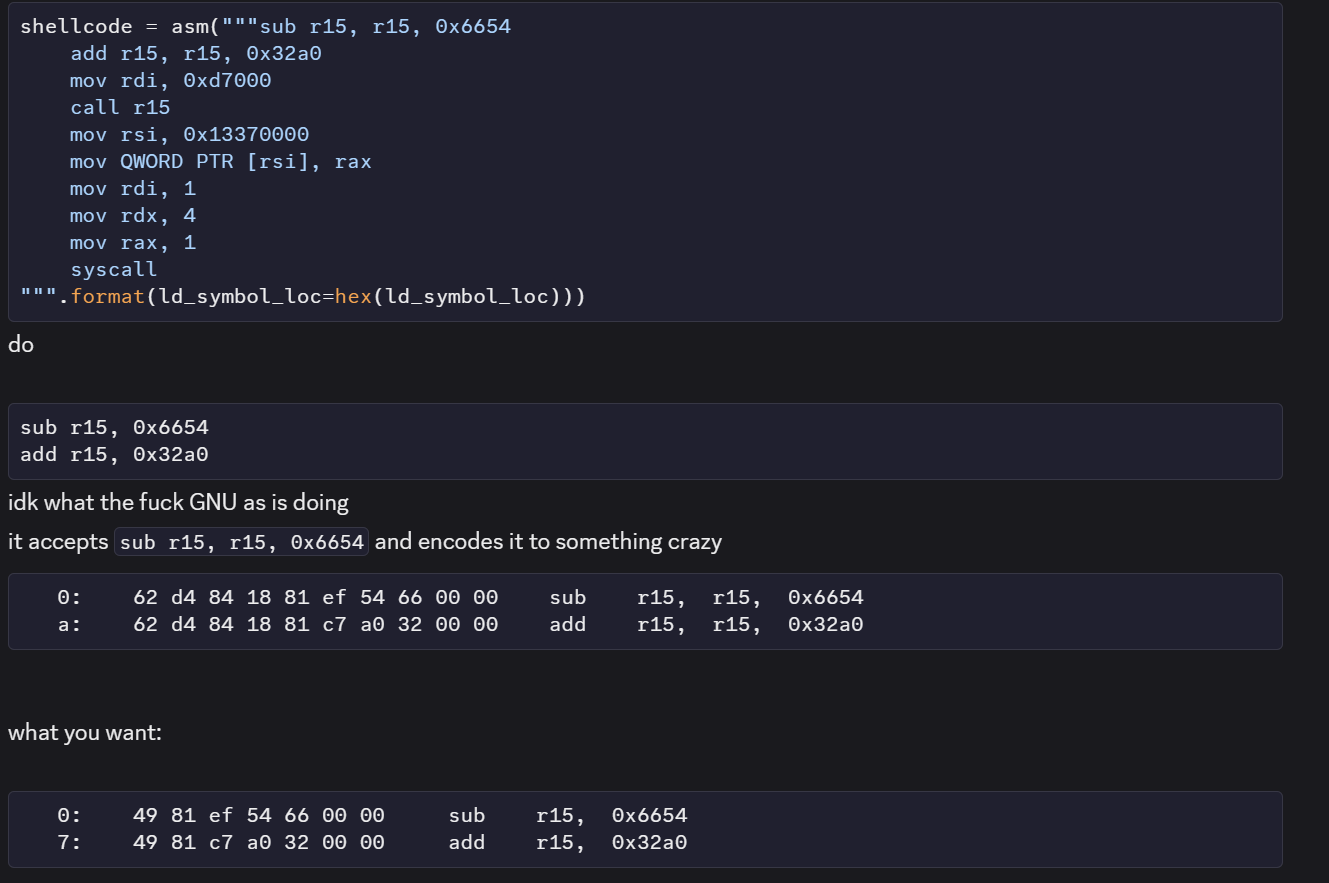 shellcode = asm("""sub r15, r15, 0x6654
    add r15, r15, 0x32a0
    mov rdi, 0xd7000
    call r15
    mov rsi, 0x13370000
    mov QWORD PTR [rsi], rax
    mov rdi, 1
    mov rdx, 4
    mov rax, 1
    syscall
""".format(ld_symbol_loc=hex(ld_symbol_loc)))
do
sub r15, 0x6654
add r15, 0x32a0
idk what the fuck GNU as is doing
it accepts sub r15, r15, 0x6654 and encodes it to something crazy
   0:    62 d4 84 18 81 ef 54 66 00 00    sub    r15,  r15,  0x6654
   a:    62 d4 84 18 81 c7 a0 32 00 00    add    r15,  r15,  0x32a0
what you want:
   0:    49 81 ef 54 66 00 00     sub    r15,  0x6654
   7:    49 81 c7 a0 32 00 00     add    r15,  0x32a0